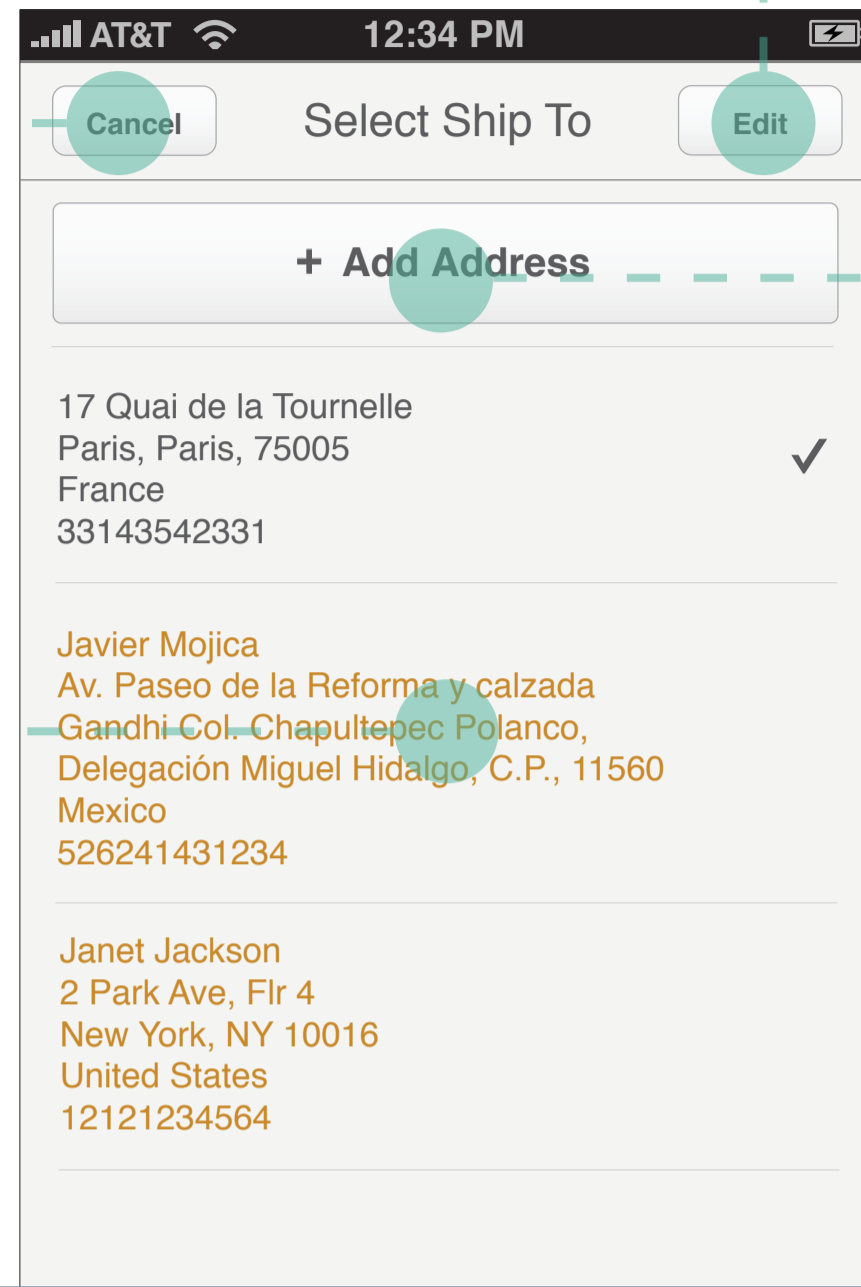 AT&T 12:34 PM
Cancel Select Ship To Edit
+ Add Address
17 Quai de la Tournelle
Paris, Paris, 75005
France
33143542331
Javier Mojica
Av. Paseo de la Reforma y calzada
Gandhi Col. Chapultepec Polanco,
Delegación Miguel Hidalgo, C.P., 11560
Mexico
526241431234
Janet Jackson
2 Park Ave, Flr 4
New York, NY 10016
United States
12121234564